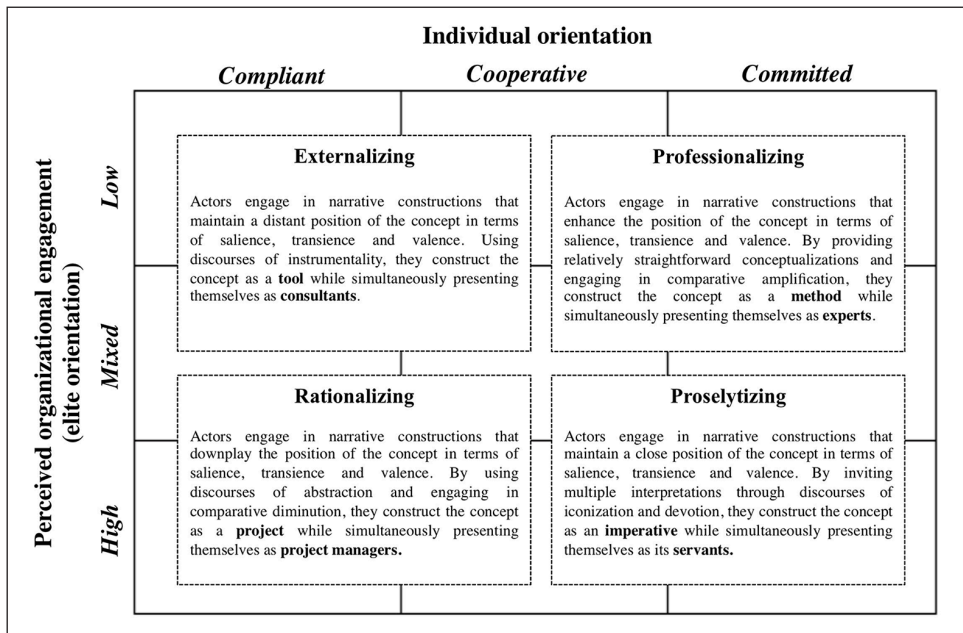 Individual orientation
Compliant
Cooperative
Committed
Perceived organizational engagement
(elite orientation)
Low
Mixed
High
Externalizing
Actors engage in narrative constructions that
maintain a distant position of the concept in terms
of salience, transience and valence. Using
discourses of instrumentality, they construct the
concept as a tool while simultaneously presenting
themselves as consultants.
Professionalizing
Actors engage in narrative constructions that
enhance the position of the concept in terms of
salience, transience and valence. By providing
relatively straightforward conceptualizations and
engaging in comparative amplification, they
construct the concept as a method while
simultaneously presenting themselves as experts.
Rationalizing
Actors engage in narrative constructions that
downplay the position of the concept in terms of
salience, transience and valence. By using
discourses of abstraction and engaging in
comparative diminution, they construct the concept
as a project while simultaneously presenting
themselves as project managers.
Proselytizing
Actors engage in narrative constructions that
maintain a close position of the concept in terms of
salience, transience and valence. By inviting
multiple interpretations through discourses of
iconization and devotion, they construct the concept
as an imperative while simultaneously presenting
themselves as its servants.